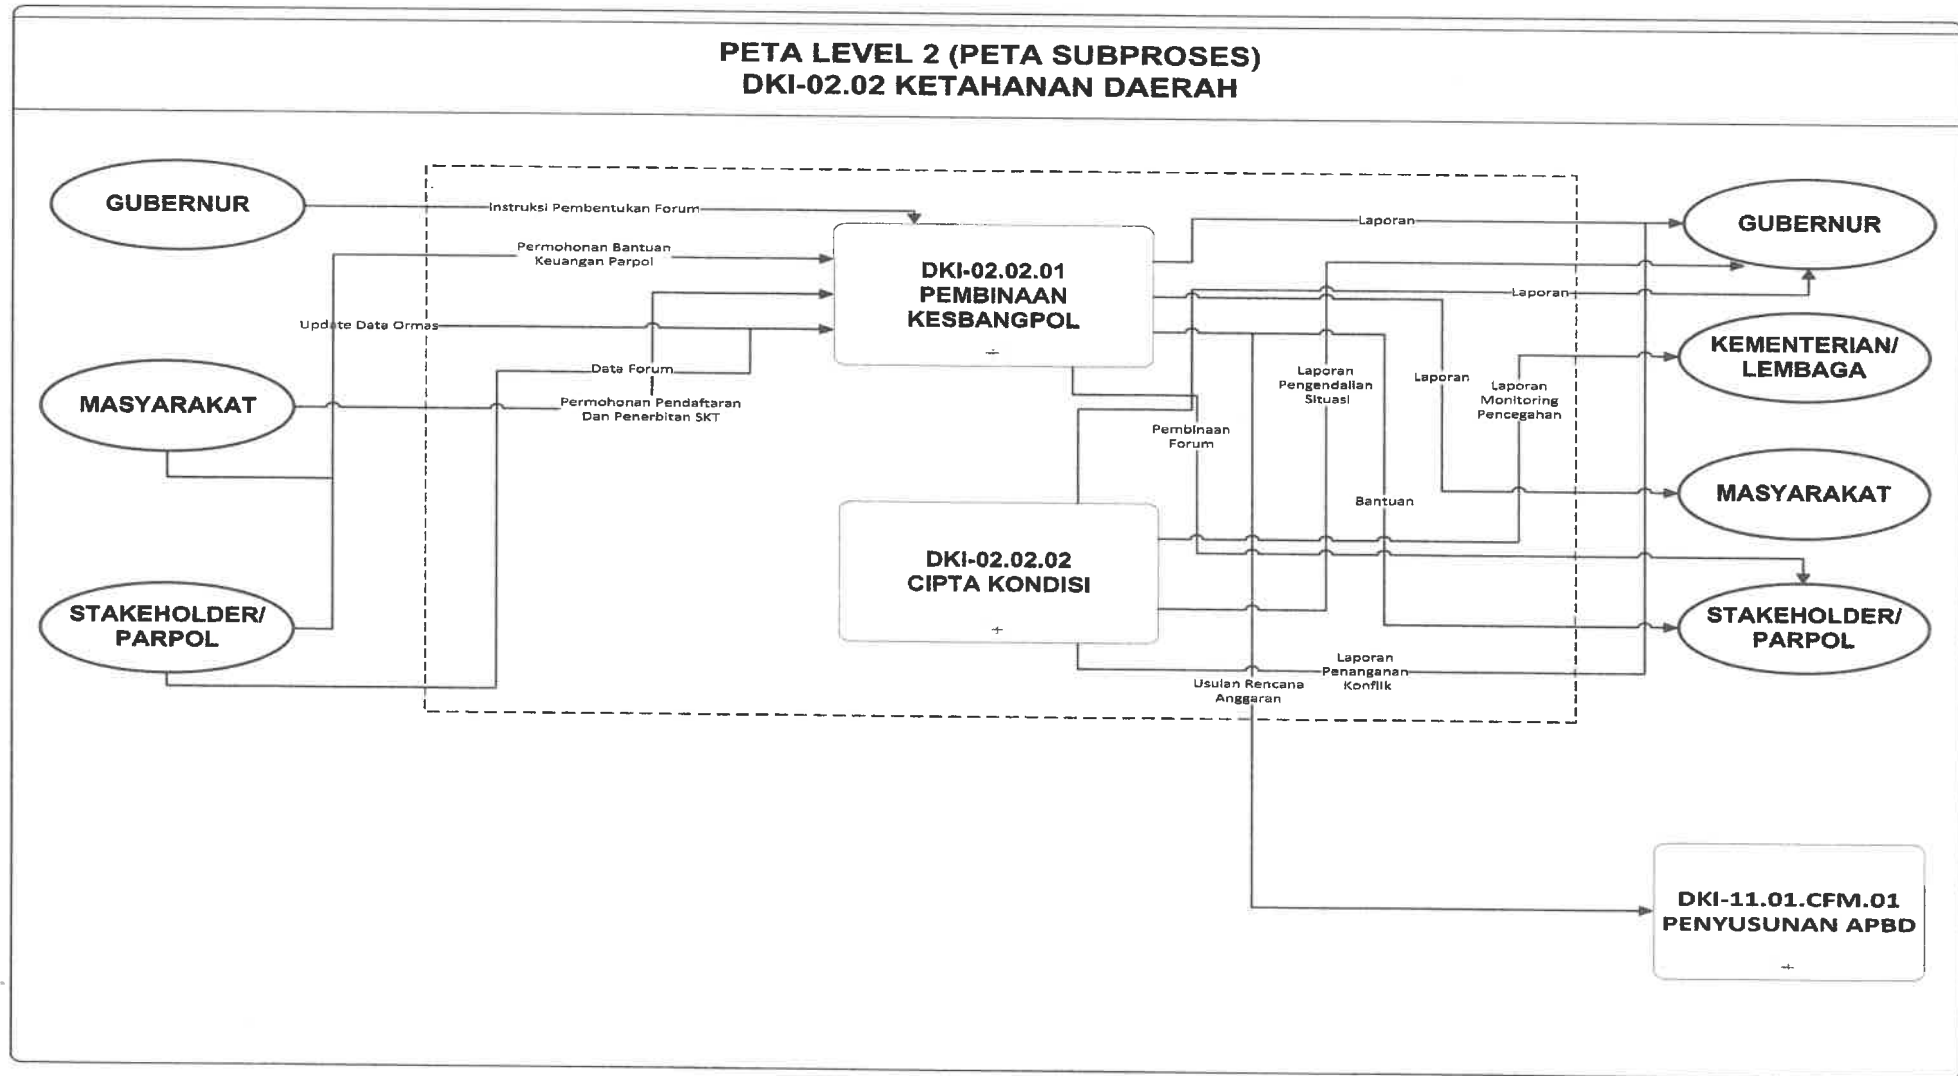 PETA LEVEL 2 (PETA SUBPROSES)
DKI-02.02 KETAHANAN DAERAH
GUBERNUR
Instruksi Pembentukan Forum
Permohonan Bantuan
Keuangan Parpol
Update Data Ormas
MASYARAKAT
Data Forum
Permohonan Pendaftaran
Dan Penerbitan SKT
STAKEHOLDER/
PARPOL
DKI-02.02.01
PEMBINAAN
KESBANGPOL
+
DKI-02.02.02
CIPTA KONDISI
+
Laporan
Laporan
Laporan
Pengendalian
Situasi
Laporan
Laporan
Monitoring
Pencegahan
Pembinaan
Forum
Bantuan
Laporan
Penanganan
Konflik
Usulan Rencana
Anggaran
GUBERNUR
KEMENTERIAN/
LEMBAGA
MASYARAKAT
STAKEHOLDER/
PARPOL
DKI-11.01.CFM.01
PENYUSUNAN APBD
+